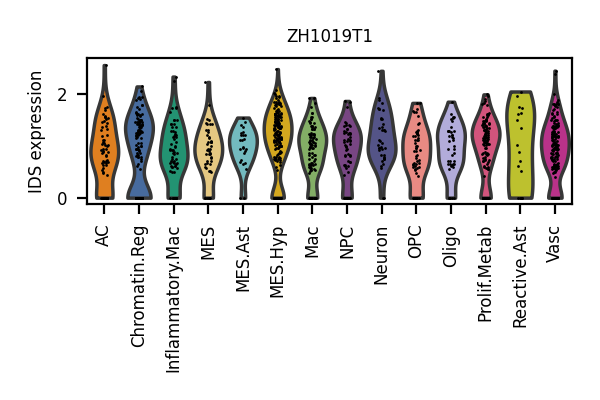 ZH1019T1
IDS expression
2
0
AC
Chromatin.Reg
Inflammatory.Mac
MES
MES.Ast
MES.Hyp
Mac
NPC
Neuron
OPC
Oligo
Prolif.Metab
Reactive.Ast
Vasc